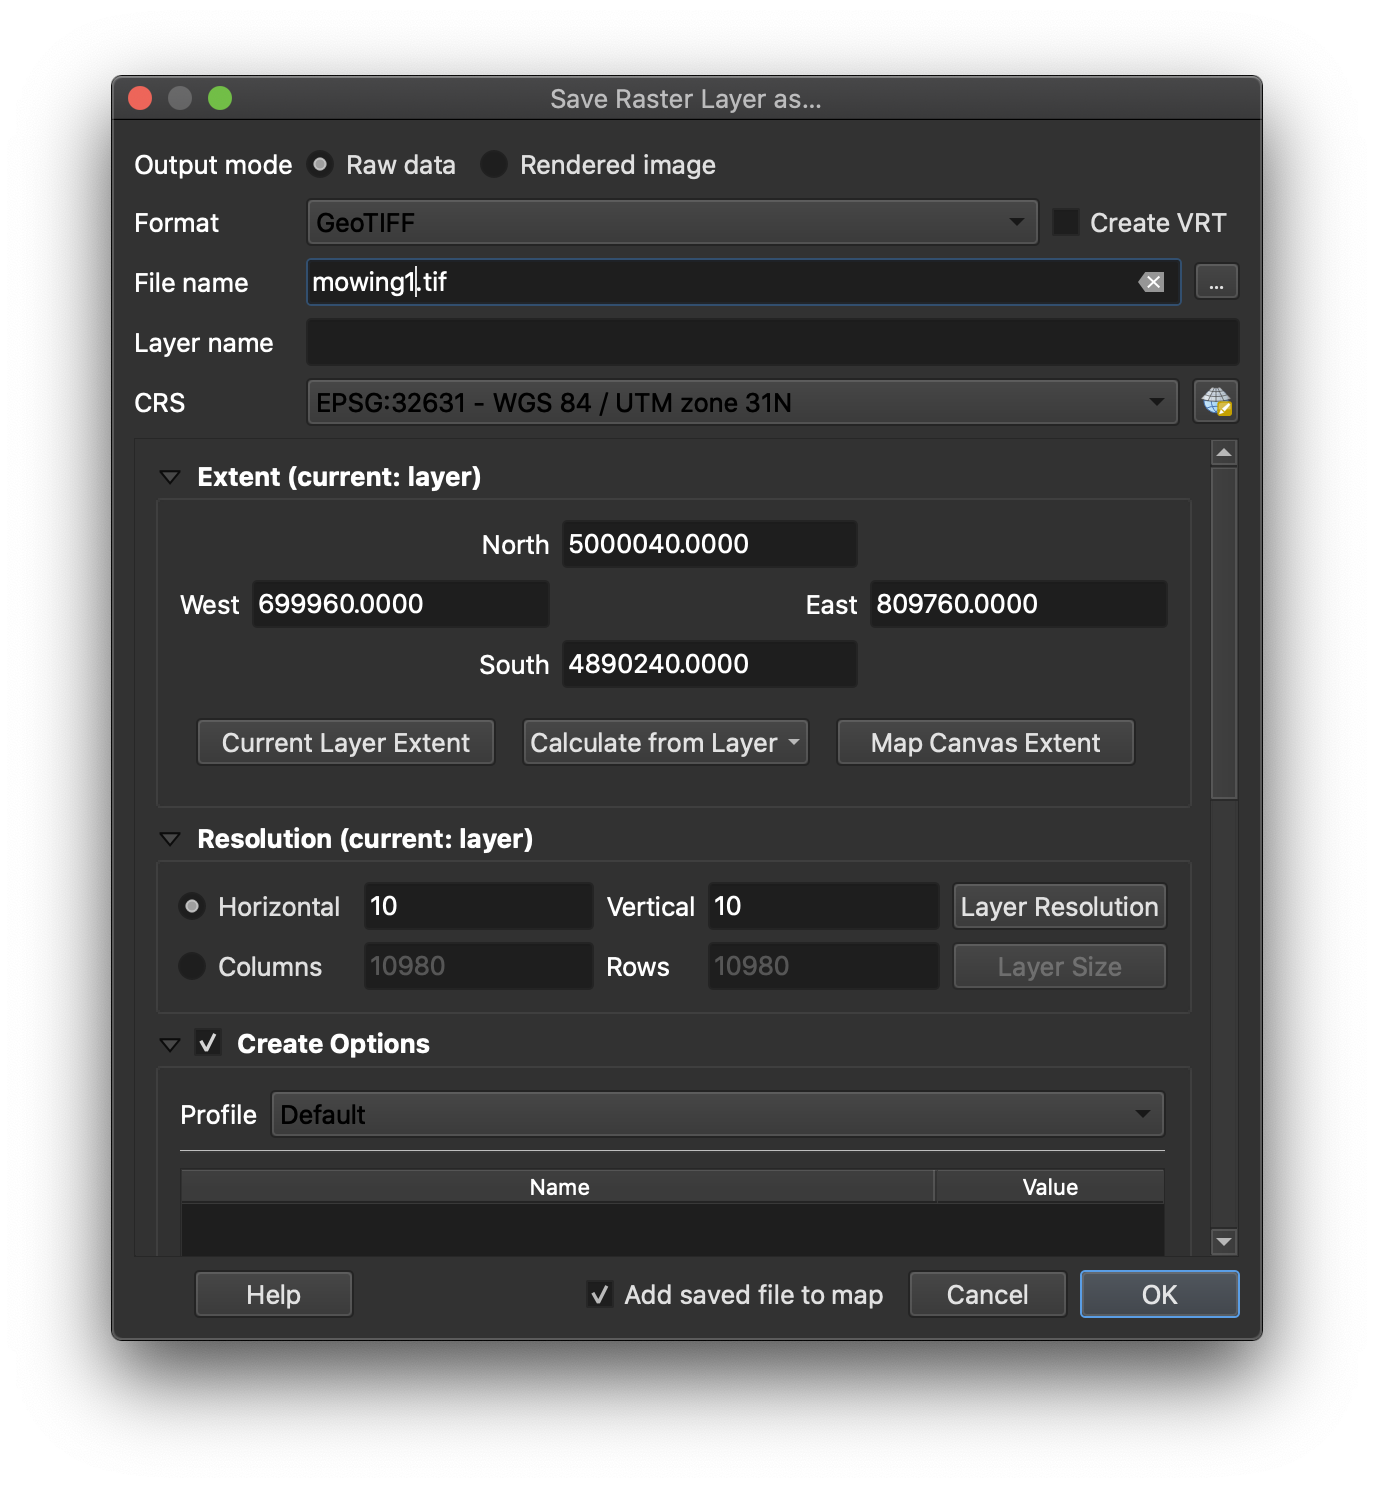 Save Raster Layer as...
Output mode Raw data Rendered image
Format GeoTIFF Create VRT
File name mowing1.tif ...
Layer name
CRS EPSG:32631 - WGS 84 / UTM zone 31N
Extent (current: layer)
North 5000040.0000
West 699960.0000 East 809760.0000
South 4890240.0000
Current Layer Extent Calculate from Layer Map Canvas Extent
Resolution (current: layer)
Horizontal 10 Vertical 10 Layer Resolution
Columns 10980 Rows 10980 Layer Size
Create Options
Profile Default
Name Value
Help Add saved file to map Cancel OK